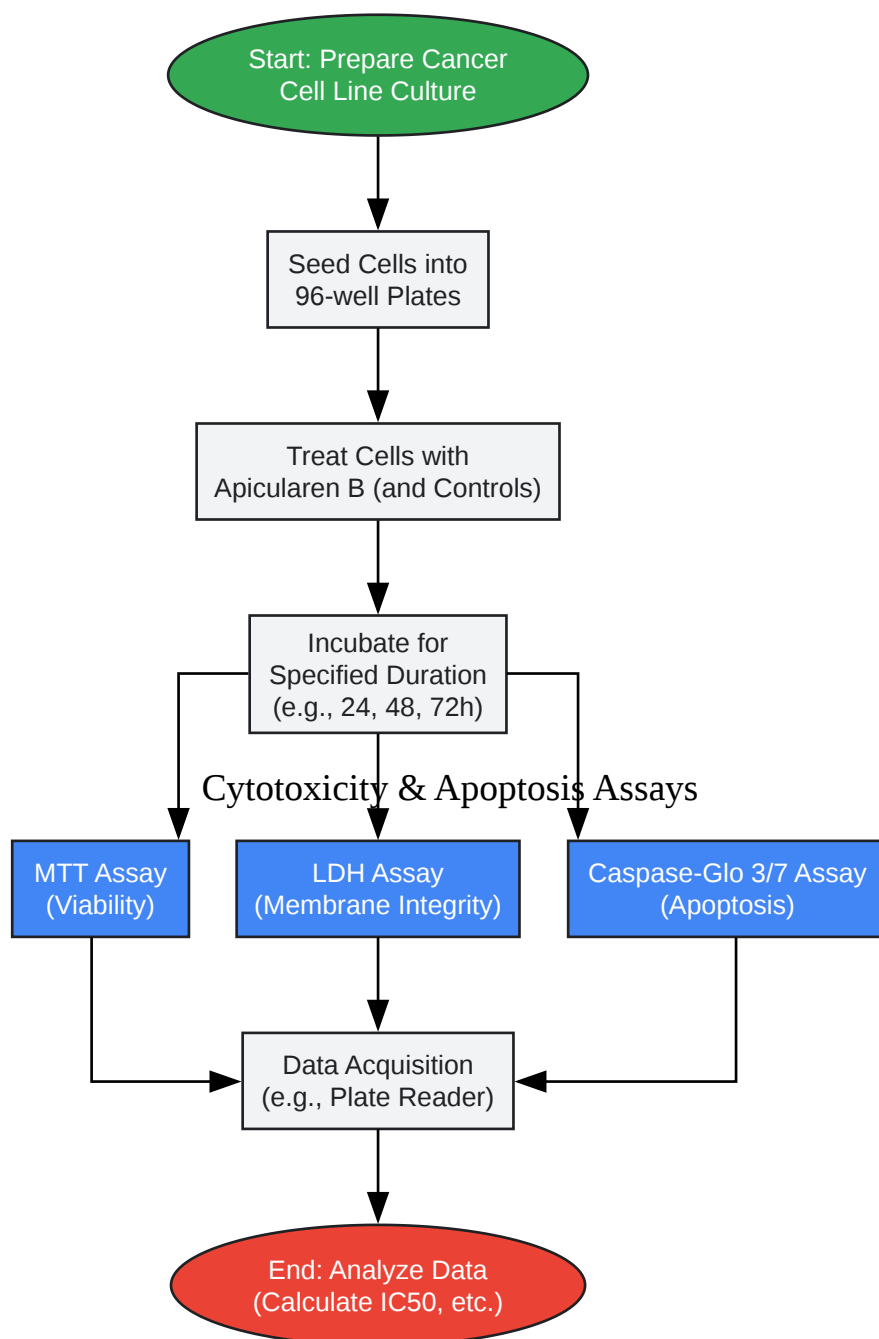 Start: Prepare Cancer
Cell Line Culture
Seed Cells into
96-well Plates
Treat Cells with
Apicularen B (and Controls)
Incubate for
Specified Duration
(e.g., 24, 48, 72h)
Cytotoxicity & Apoptosis Assays
MTT Assay
(Viability)
LDH Assay
(Membrane Integrity)
Caspase-Glo 3/7 Assay
(Apoptosis)
Data Acquisition
(e.g., Plate Reader)
End: Analyze Data
(Calculate IC50, etc.)